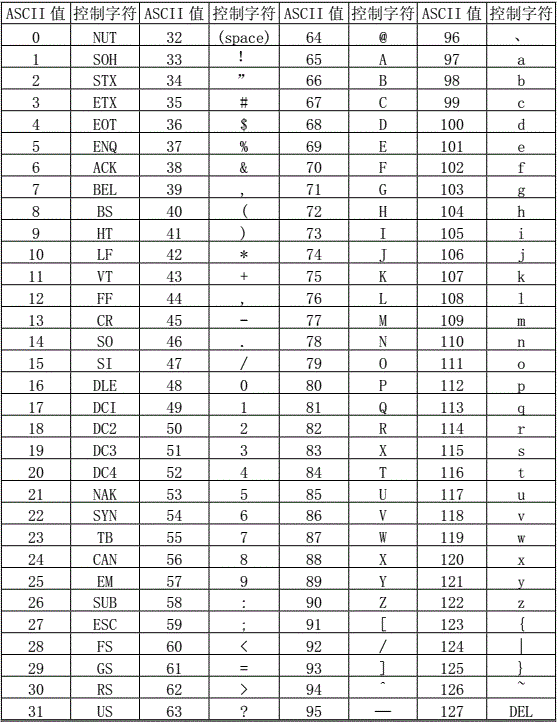 ASCII 值 控制字符 ASCII 值 控制字符 ASCII 值 控制字符 ASCII 值 控制字符
0 NUT 32 (space) 64 @ 96 、
1 SOH 33 ! 65 A 97 a
2 STX 34 ” 66 B 98 b
3 ETX 35 # 67 C 99 c
4 EOT 36 $ 68 D 100 d
5 ENQ 37 % 69 E 101 e
6 ACK 38 & 70 F 102 f
7 BEL 39 , 71 G 103 g
8 BS 40 ( 72 H 104 h
9 HT 41 ) 73 I 105 i
10 LF 42 * 74 J 106 j
11 VT 43 + 75 K 107 k
12 FF 44 , 76 L 108 l
13 CR 45 - 77 M 109 m
14 SO 46 . 78 N 110 n
15 SI 47 / 79 O 111 o
16 DLE 48 0 80 P 112 p
17 DCI 49 1 81 Q 113 q
18 DC2 50 2 82 R 114 r
19 DC3 51 3 83 X 115 s
20 DC4 52 4 84 T 116 t
21 NAK 53 5 85 U 117 u
22 SYN 54 6 86 V 118 v
23 TB 55 7 87 W 119 w
24 CAN 56 8 88 X 120 x
25 EM 57 9 89 Y 121 y
26 SUB 58 : 90 Z 122 z
27 ESC 59 ; 91 [ 123 {
28 FS 60 < 92 / 124 |
29 GS 61 = 93 ] 125 }
30 RS 62 > 94 ^ 126 ~
31 US 63 ? 95 — 127 DEL